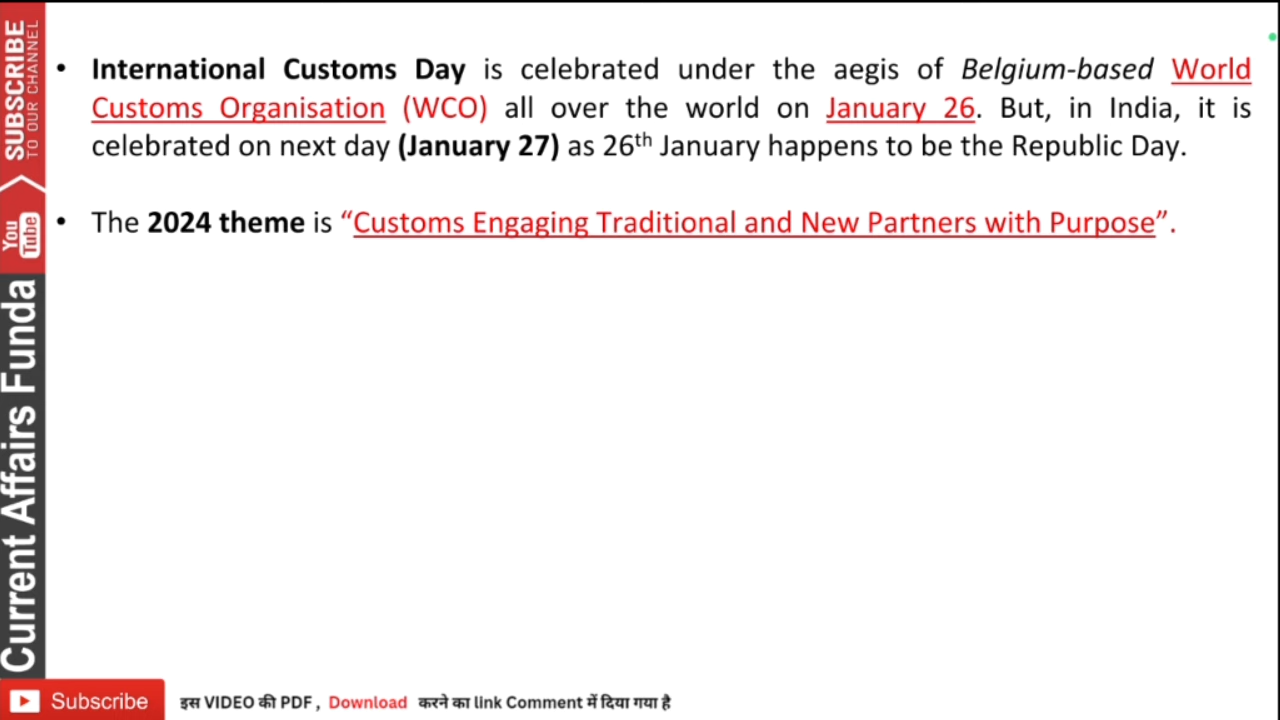 • International Customs Day is celebrated under the aegis of Belgium-based World
Customs Organisation (WCO) all over the world on January 26. But, in India, it is
celebrated on next day (January 27) as 26th January happens to be the Republic Day.
• The 2024 theme is “Customs Engaging Traditional and New Partners with Purpose”.
SUBSCRIBE
TO OUR CHANNEL
You
Tube
Current Affairs Funda
Subscribe
इस VIDEO की PDF , Download करने का link Comment में दिया गया है